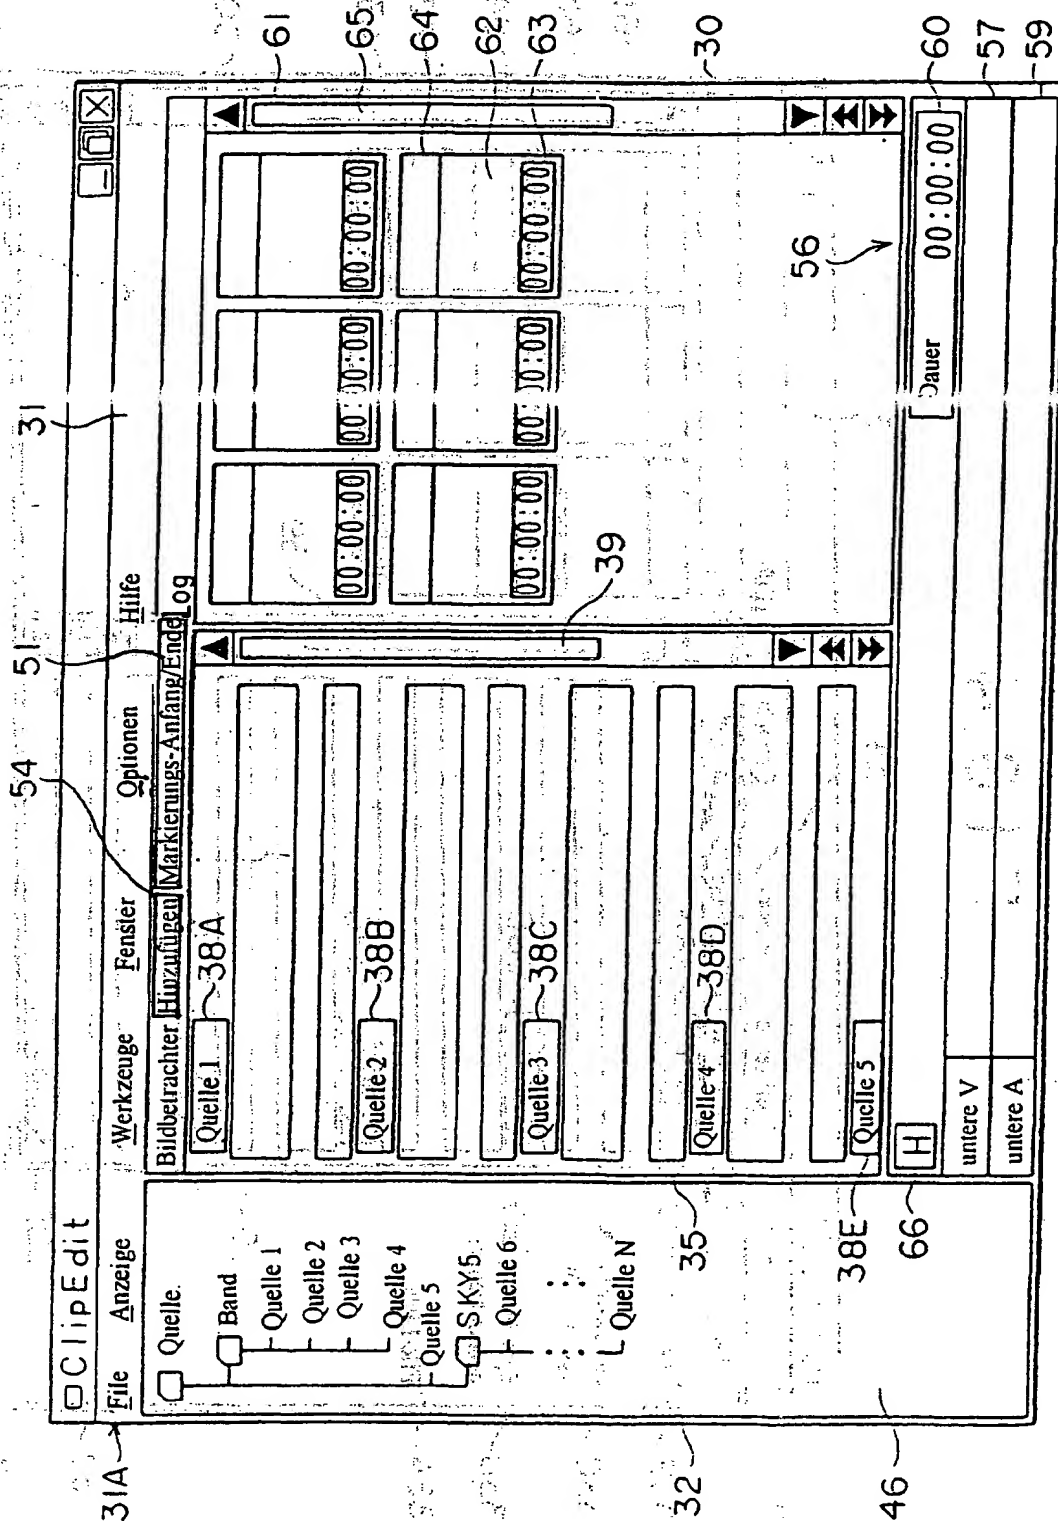 ClipEdit
File Anzeige Werkzeuge Fenster Optionen Hilfe
Bildbetrachter Hinzufügen Markierungs-Anfang/Ende Log
Quelle.
Band
Quelle 1
Quelle 2
Quelle 3
Quelle 4
Quelle 5
SKY5
Quelle 6
Quelle N
Quelle 1
Quelle 2
Quelle 3
Quelle 4
Quelle 5
00:00:00 00:00:00 00:00:00
00:00:00 00:00:00 00:00:00
H
Dauer 00:00:00
untere V
untere A
31A
54
51
31
61
65
64
62
63
30
60
57
59
38A
38B
38C
38D
38E
39
56
32
46
35
66